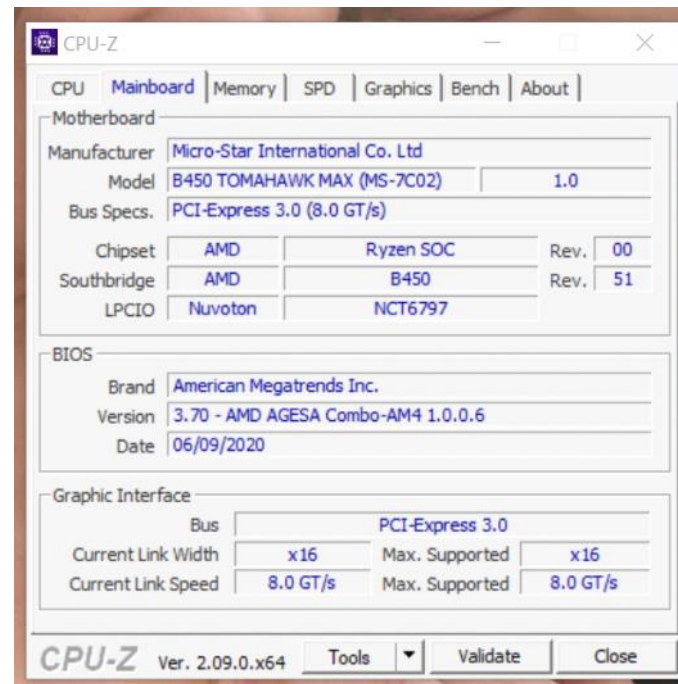 CPU-Z
CPU Mainboard Memory SPD Graphics Bench About
Motherboard
Manufacturer Micro-Star International Co. Ltd
Model B450 TOMAHAWK MAX (MS-7C02) 1.0
Bus Specs. PCI-Express 3.0 (8.0 GT/s)
Chipset AMD Ryzen SOC Rev. 00
Southbridge AMD B450 Rev. 51
LPCIO Nuvoton NCT6797
BIOS
Brand American Megatrends Inc.
Version 3.70 - AMD AGESA Combo-AM4 1.0.0.6
Date 06/09/2020
Graphic Interface
Bus PCI-Express 3.0
Current Link Width x16 Max. Supported x16
Current Link Speed 8.0 GT/s Max. Supported 8.0 GT/s
CPU-Z Ver. 2.09.0.x64 Tools Validate Close